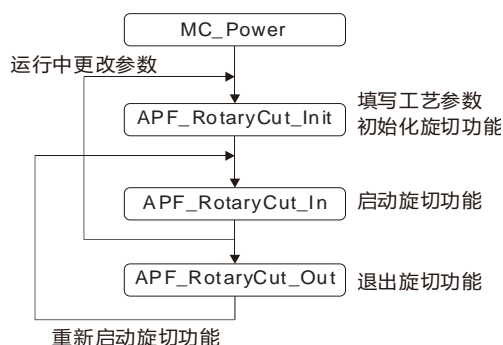 MC_Power
运行中更改参数
APF_RotaryCut_Init
填写工艺参数
初始化旋切功能
APF_RotaryCut_In
启动旋切功能
APF_RotaryCut_Out
退出旋切功能
重新启动旋切功能